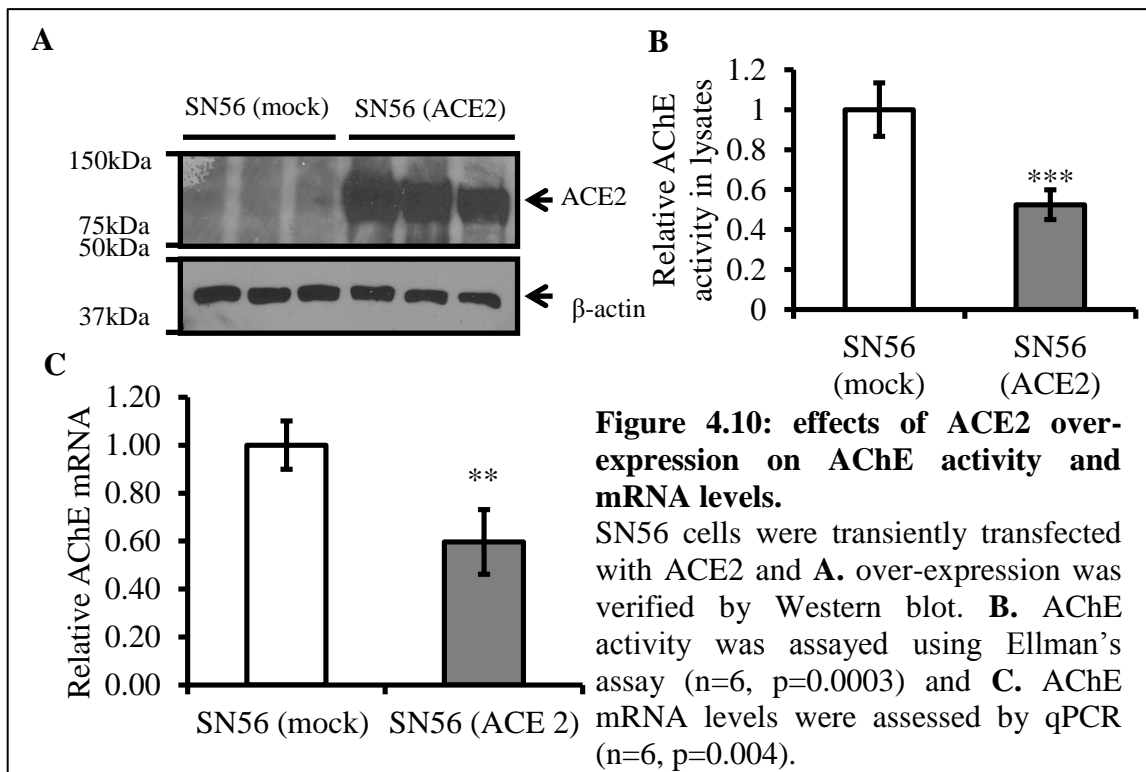 A
SN56 (mock) SN56 (ACE2)
150kDa
75kDa
50kDa
37kDa
ACE2
β-actin
B
Relative AChE
activity in lysates
1.2
1
0.8
0.6
0.4
0.2
0
***
SN56
(mock)
SN56
(ACE2)
C
Relative AChE mRNA
1.20
1.00
0.80
0.60
0.40
0.20
0.00
**
SN56 (mock) SN56 (ACE 2)
Figure 4.10: effects of ACE2 over-
expression on AChE activity and
mRNA levels.
SN56 cells were transiently transfected
with ACE2 and A. over-expression was
verified by Western blot. B. AChE
activity was assayed using Ellman’s
assay (n=6, p=0.0003) and C. AChE
mRNA levels were assessed by qPCR
(n=6, p=0.004).